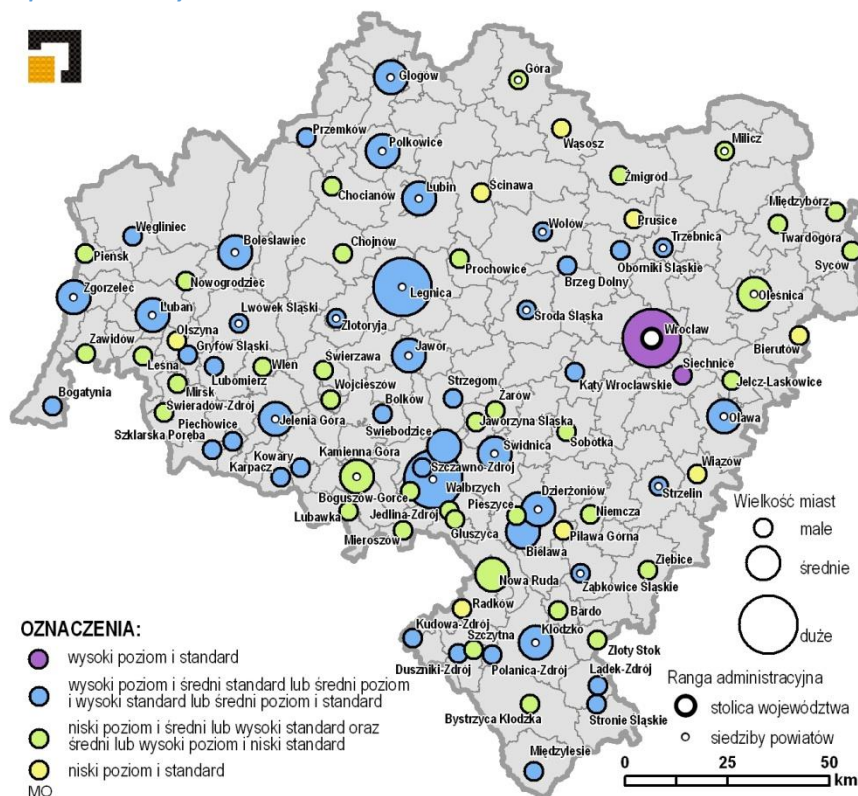 Głogów
Góra
Przemków
Polkowice
Wąsosz
Milicz
Chocianów
Lubin
Ścinawa
Żmigród
Międzybórz
Węgliniec
Bolesławiec
Chojnów
Wołów
Prusice
Trzebnica
Twardogóra
Pieńsk
Nowogrodziec
Prochowice
Brzeg Dolny
Oborniki Śląskie
Syców
Zgorzelec
Legnica
Oleśnica
Lubań
Lwówek Śląski
Złotoryja
Środa Śląska
Wrocław
Olszyna
Zawidów
Gryfów Śląski
Jawor
Bierutów
Leśna
Lubomierz
Wleń
Świerzawa
Siechnice
Mirsk
Wojcieszów
Strzegom
Kąty Wrocławskie
Jelcz-Laskowice
Bogatynia
Świeradów-Zdrój
Bolków
Żarów
Piechowice
Jelenia Góra
Świebodzice
Jaworzyna Śląska
Oława
Szklarska Poręba
Sobótka
Kowary
Kamienna Góra
Świdnica
Karpacz
Szczawno-Zdrój
Wiązów
Boguszów-Gorce
Wałbrzych
Dzierżoniów
Strzelin
Lubawka
Jedlina-Zdrój
Pieszyce
Niemcza
Mieroszów
Głuszyca
Piława Górna
Bielawa
Ziębice
Nowa Ruda
Ząbkowice Śląskie
Radków
Bardo
Kudowa-Zdrój
Szczytna
Kłodzko
Złoty Stok
Duszniki-Zdrój
Polanica-Zdrój
Lądek-Zdrój
Bystrzyca Kłodzka
Stronie Śląskie
Międzylesie
Wielkość miast
małe
średnie
duże
Ranga administracyjna
stolica województwa
siedziby powiatów
0 25 50
km
OZNACZENIA:
wysoki poziom i standard
wysoki poziom i średni standard lub średni poziom
i wysoki standard lub średni poziom i standard
niski poziom i średni lub wysoki standard oraz
średni lub wysoki poziom i niski standard
niski poziom i standard
MO